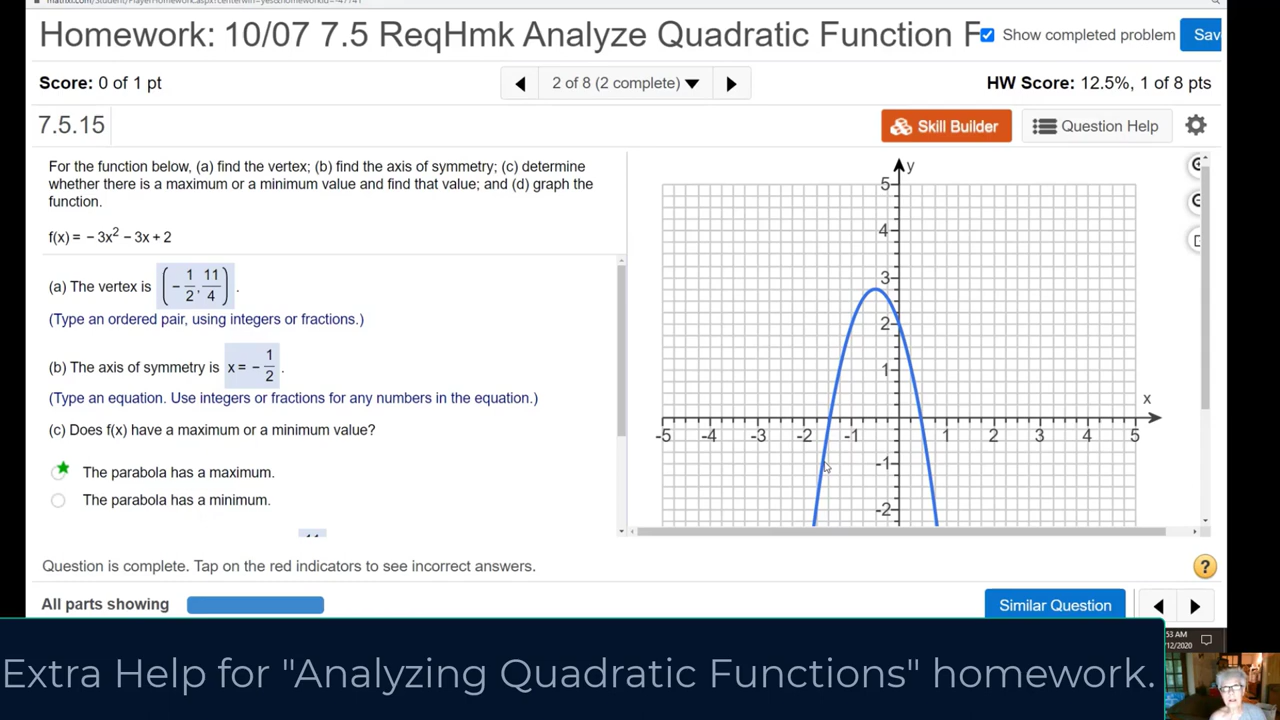 Homework: 10/07 7.5 ReqHmk Analyze Quadratic Function F
Show completed problem
Sav
Score: 0 of 1 pt
2 of 8 (2 complete)
HW Score: 12.5%, 1 of 8 pts
7.5.15
Skill Builder
Question Help
For the function below, (a) find the vertex; (b) find the axis of symmetry; (c) determine
whether there is a maximum or a minimum value and find that value; and (d) graph the
function.
f(x) = − 3x² − 3x + 2
(a) The vertex is (− 1/2, 11/4).
(Type an ordered pair, using integers or fractions.)
(b) The axis of symmetry is x = − 1/2.
(Type an equation. Use integers or fractions for any numbers in the equation.)
(c) Does f(x) have a maximum or a minimum value?
The parabola has a maximum.
The parabola has a minimum.
y
5
4
3
2
1
x
-5 -4 -3 -2 -1 1 2 3 4 5
-1
-2
Question is complete. Tap on the red indicators to see incorrect answers.
?
All parts showing
Similar Question
53 AM
/12/2020
Extra Help for "Analyzing Quadratic Functions" homework.